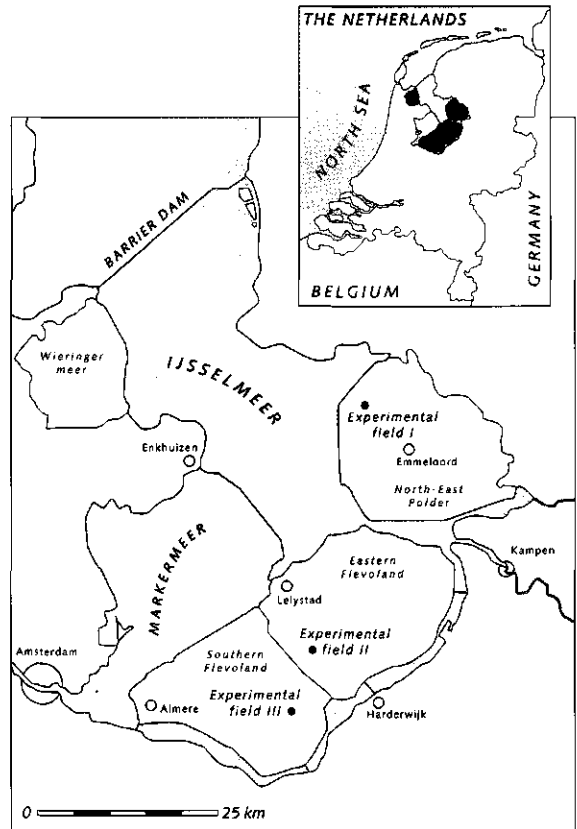 THE NETHERLANDS
NORTH SEA
GERMANY
BELGIUM
BARRIER DAM
Wieringer
meer
IJSSELMEER
Experimental
field I
Enkhuizen
Emmeloord
North-East
Polder
MARKERMEER
Eastern
Flevoland
Kampen
Lelystad
Southern
Flevoland
Experimental
field II
Amsterdam
Almere
Experimental
field III
Harderwijk
0 25 km